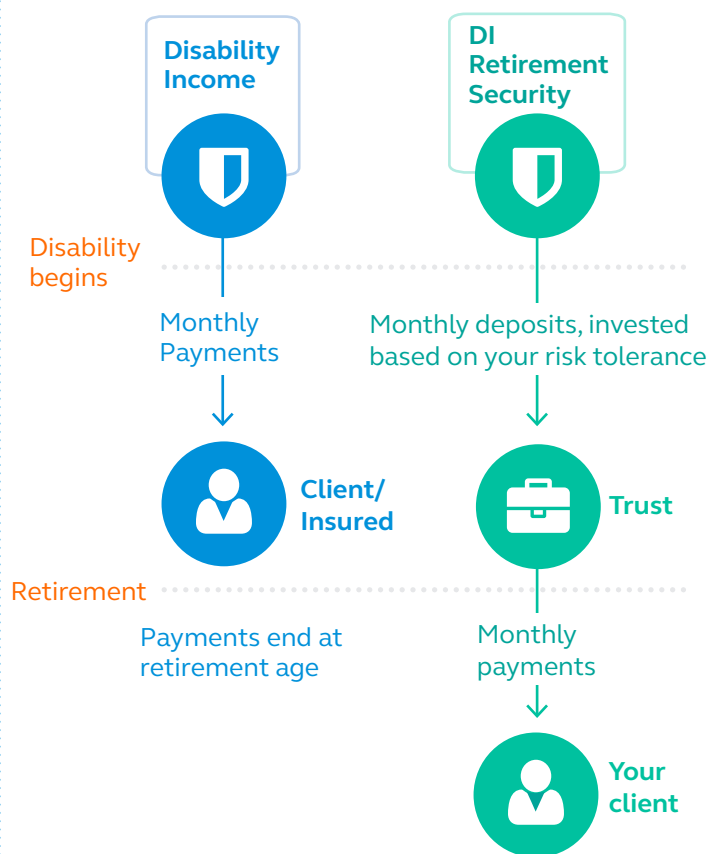 Disability
Income
DI
Retirement
Security
Disability
begins
Monthly
Payments
Monthly deposits, invested
based on your risk tolerance
Client/
Insured
Trust
Retirement
Payments end at
retirement age
Monthly
payments
Your
client